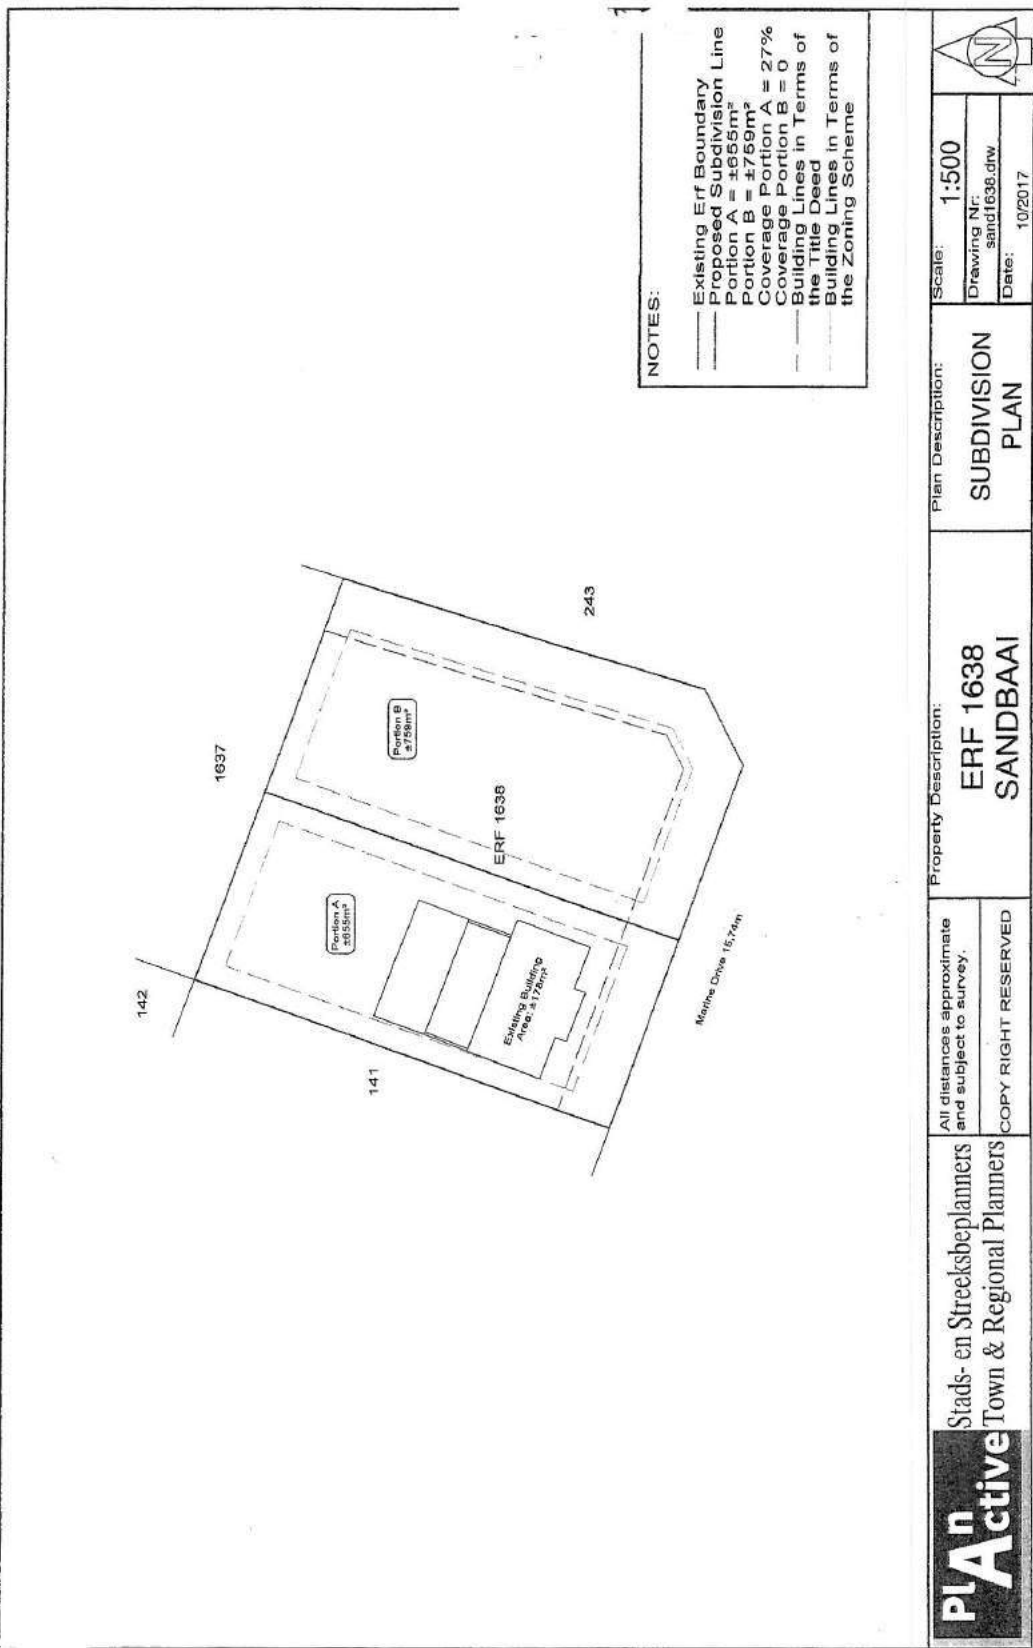 142
1637
141
Portion A
±655m²
Portion B
±759m²
ERF 1638
243
Existing Building
Area: ±178m²
Marine Drive 15,74m
NOTES:
Existing Erf Boundary
Proposed Subdivision Line
Portion A = ±655m²
Portion B = ±759m²
Coverage Portion A = 27%
Coverage Portion B = 0
Building Lines in Terms of
the Title Deed
Building Lines in Terms of
the Zoning Scheme
Plan Active
Stads- en Streeksbeplanners
Town & Regional Planners
All distances approximate
and subject to survey.
COPY RIGHT RESERVED
Property Description:
ERF 1638
SANDBAAI
Plan Description:
SUBDIVISION
PLAN
Scale: 1:500
Drawing Nr:
sand1638.drw
Date: 10/2017
N